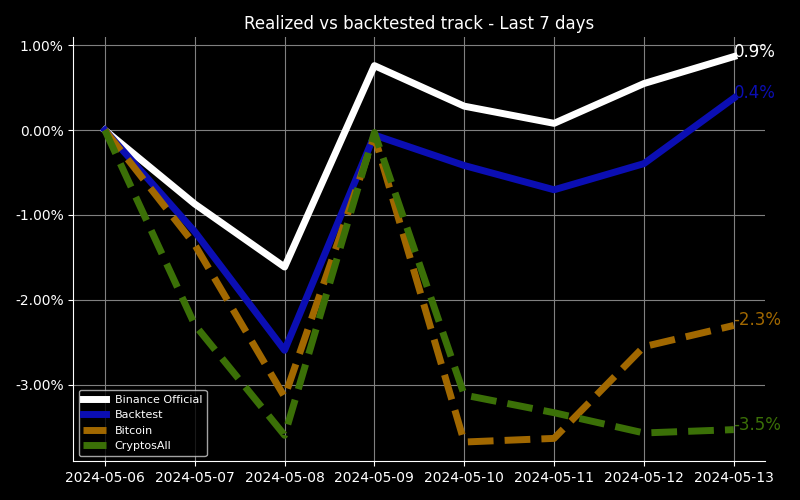 Realized vs backtested track - Last 7 days
1.00%
0.00%
-1.00%
-2.00%
-3.00%
0.9%
0.4%
-2.3%
-3.5%
Binance Official
Backtest
Bitcoin
CryptosAll
2024-05-06 2024-05-07 2024-05-08 2024-05-09 2024-05-10 2024-05-11 2024-05-12 2024-05-13